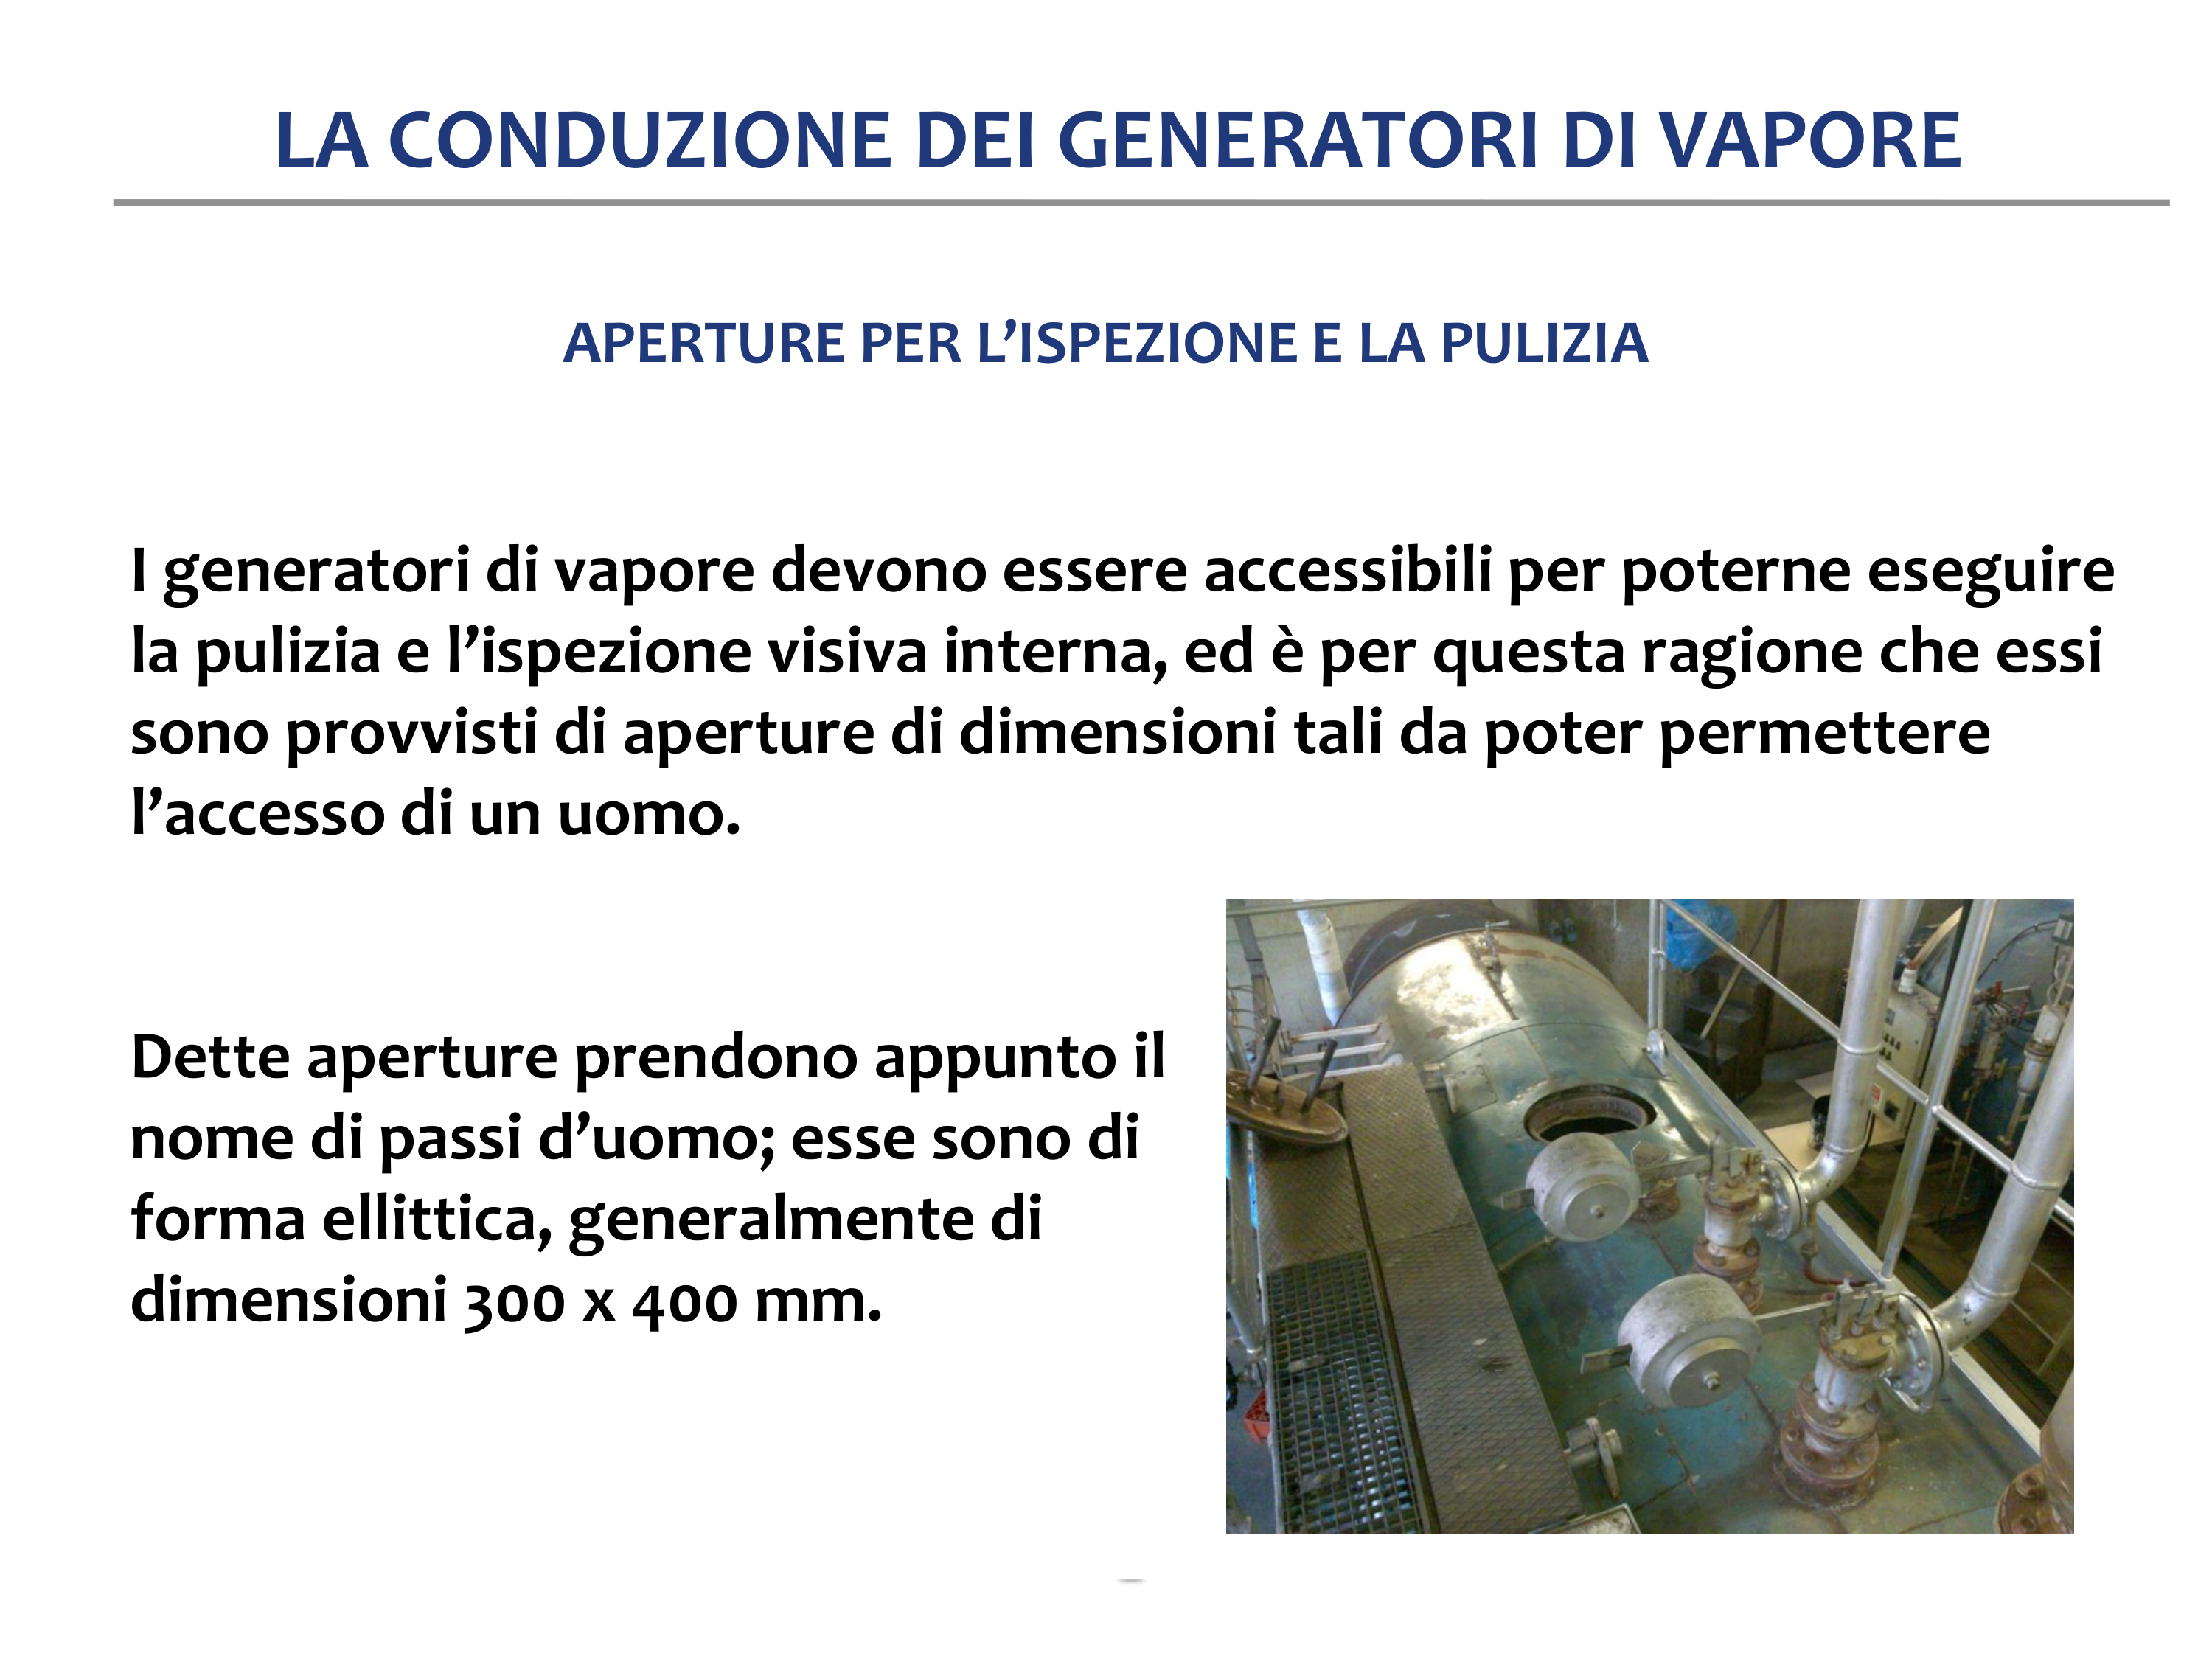 LA CONDUZIONE DEI GENERATORI DI VAPORE
APERTURE PER L’ISPEZIONE E LA PULIZIA
I generatori di vapore devono essere accessibili per poterne eseguire
la pulizia e l’ispezione visiva interna, ed è per questa ragione che essi
sono provvisti di aperture di dimensioni tali da poter permettere
l’accesso di un uomo.
Dette aperture prendono appunto il
nome di passi d’uomo; esse sono di
forma ellittica, generalmente di
dimensioni 300 x 400 mm.